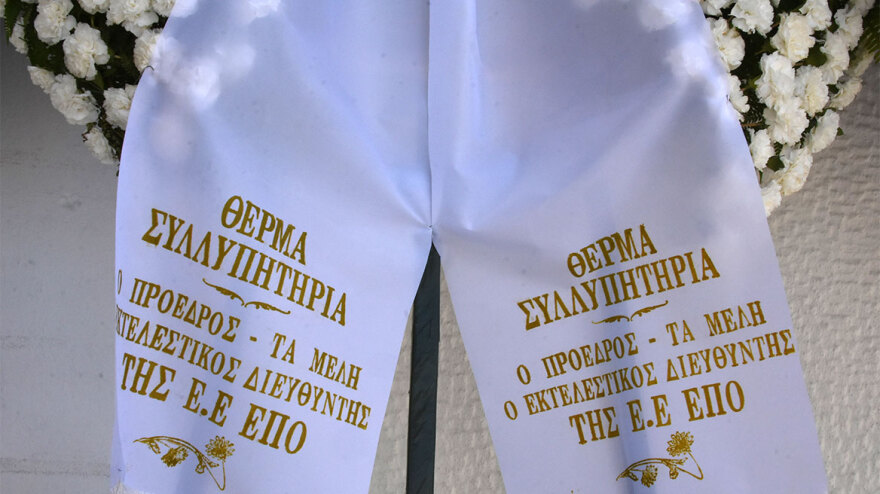 ΘΕΡΜΑ
ΣΥΛΛΥΠΗΤΗΡΙΑ
Ο ΠΡΟΕΔΡΟΣ - ΤΑ ΜΕΛΗ
ΕΚΤΕΛΕΣΤΙΚΟΣ ΔΙΕΥΘΥΝΤΗΣ
ΤΗΣ Ε.Ε ΕΠΟ
ΘΕΡΜΑ
ΣΥΛΛΥΠΗΤΗΡΙΑ
Ο ΠΡΟΕΔΡΟΣ - ΤΑ ΜΕΛΗ
Ο ΕΚΤΕΛΕΣΤΙΚΟΣ ΔΙΕΥΘΥΝΤΗΣ
ΤΗΣ Ε.Ε ΕΠΟ